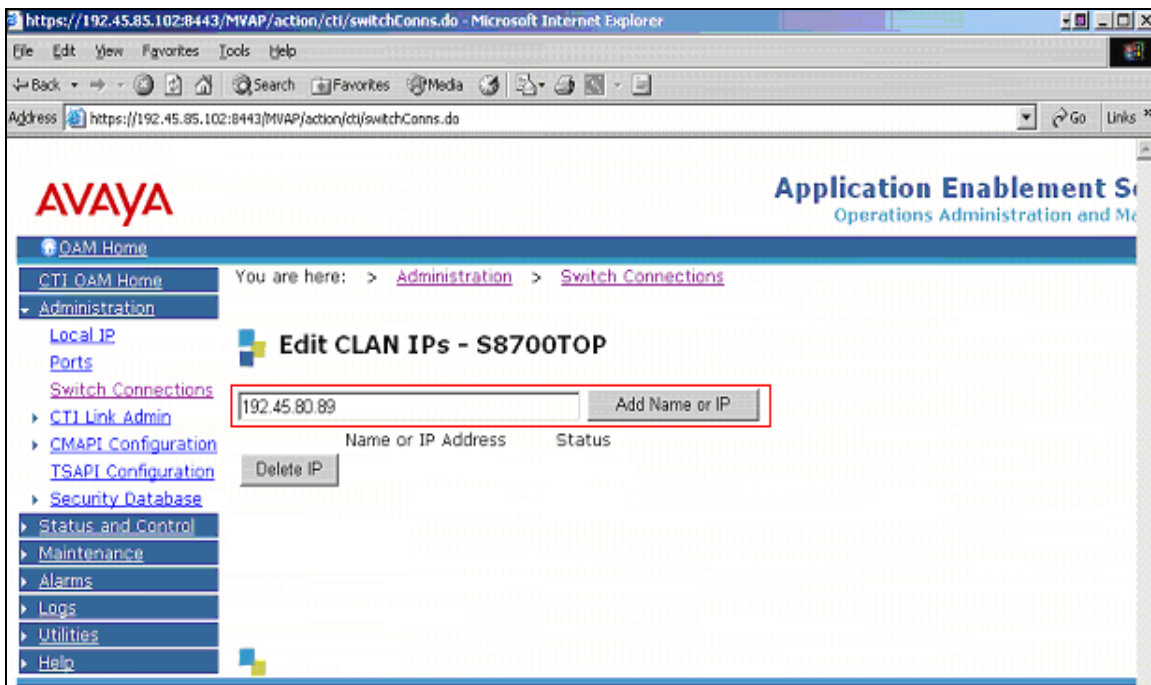 https://192.45.85.102:8443/MVAP/action/cti/switchConns.do - Microsoft Internet Explorer
File Edit View Favorites Tools Help
Back Search Favorites Media
Address https://192.45.85.102:8443/MVAP/action/cti/switchConns.do Go Links »
AVAYA
Application Enablement Se
Operations Administration and Ma
OAM Home
CTI OAM Home
You are here: > Administration > Switch Connections
Administration
Local IP
Ports
Switch Connections
CTI Link Admin
CMAPI Configuration
TSAPI Configuration
Security Database
Status and Control
Maintenance
Alarms
Logs
Utilities
Help
Edit CLAN IPs - S8700TOP
192.45.80.89 Add Name or IP
Name or IP Address Status
Delete IP